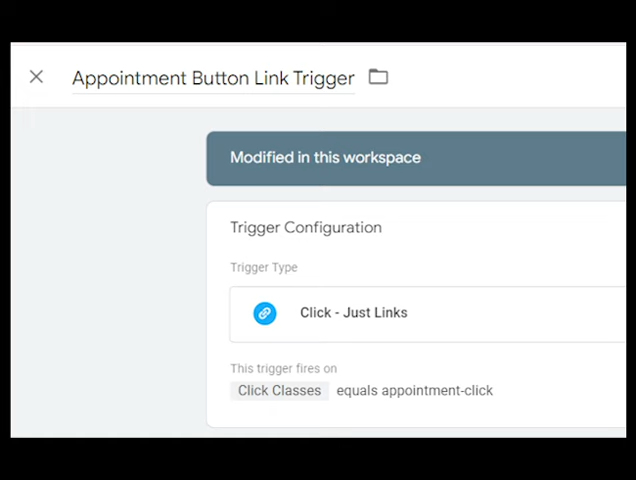 Appointment Button Link Trigger
Modified in this workspace
Trigger Configuration
Trigger Type
Click - Just Links
This trigger fires on
Click Classes equals appointment-click